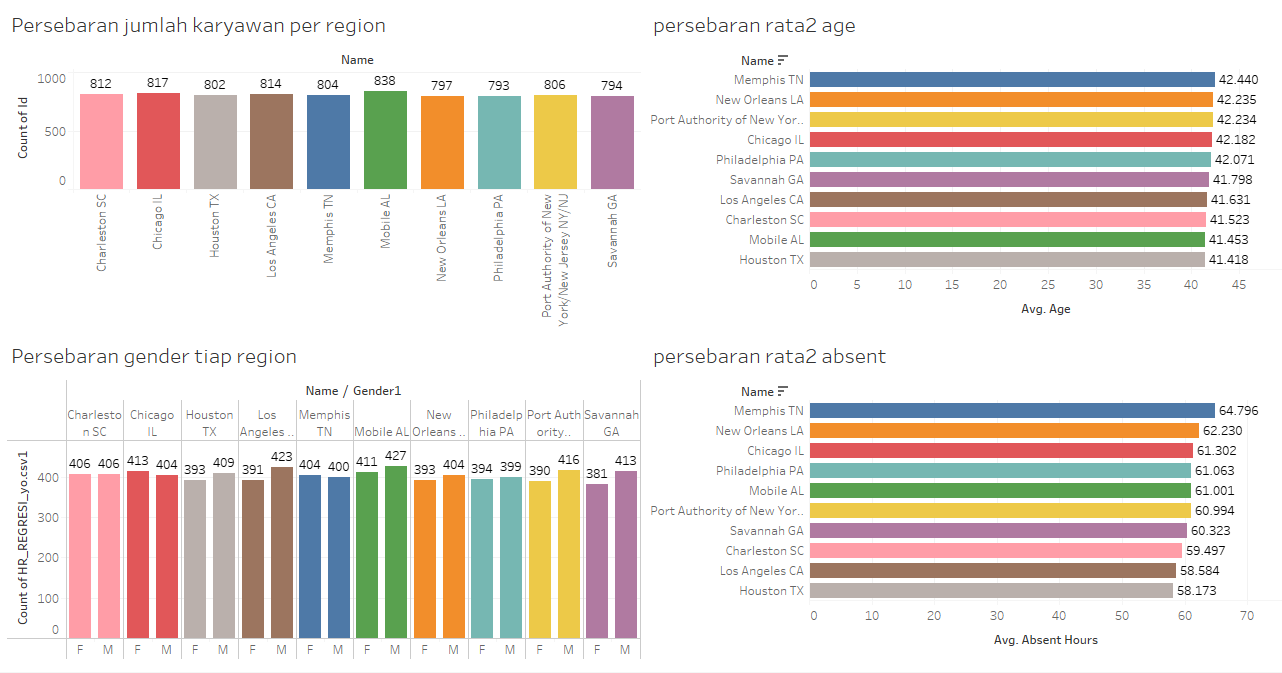 Persebaran jumlah karyawan per region
Name
Count of Id
1000
500
0
812 817 802 814 804 838 797 793 806 794
Charleston SC
Chicago IL
Houston TX
Los Angeles CA
Memphis TN
Mobile AL
New Orleans LA
Philadelphia PA
Port Authority of New
York/New Jersey NY/NJ
Savannah GA
persebaran rata2 age
Name
Memphis TN 42.440
New Orleans LA 42.235
Port Authority of New Yor.. 42.234
Chicago IL 42.182
Philadelphia PA 42.071
Savannah GA 41.798
Los Angeles CA 41.631
Charleston SC 41.523
Mobile AL 41.453
Houston TX 41.418
0 5 10 15 20 25 30 35 40 45
Avg. Age
Persebaran gender tiap region
Name / Gender1
Charlesto
n SC
Chicago
IL
Houston
TX
Los
Angeles ..
Memphis
TN
Mobile AL
New
Orleans ..
Philadelp
hia PA
Port Auth
ority..
Savannah
GA
Count of HR_REGRESI_yo.csv1
400
300
200
100
0
406 406 413 404 393 409 391 423 404 400 411 427 393 404 394 399 390 416 381 413
F M F M F M F M F M F M F M F M F M F M
persebaran rata2 absent
Name
Memphis TN 64.796
New Orleans LA 62.230
Chicago IL 61.302
Philadelphia PA 61.063
Mobile AL 61.001
Port Authority of New Yor.. 60.994
Savannah GA 60.323
Charleston SC 59.497
Los Angeles CA 58.584
Houston TX 58.173
0 10 20 30 40 50 60 70
Avg. Absent Hours